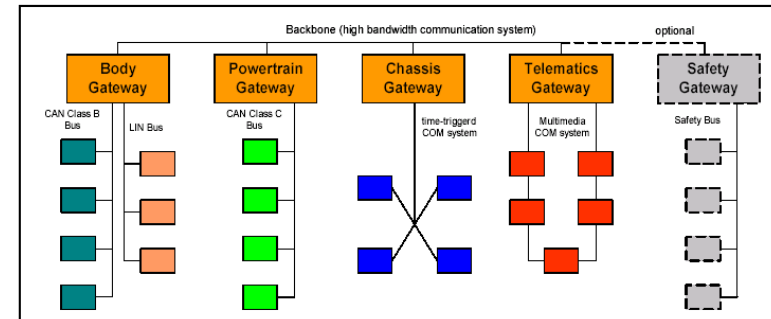 Backbone (high bandwidth communication system)
optional
Body
Gateway
Powertrain
Gateway
Chassis
Gateway
Telematics
Gateway
Safety
Gateway
CAN Class B
Bus
LIN Bus
CAN Class C
Bus
time-triggerd
COM system
Multimedia
COM system
Safety Bus